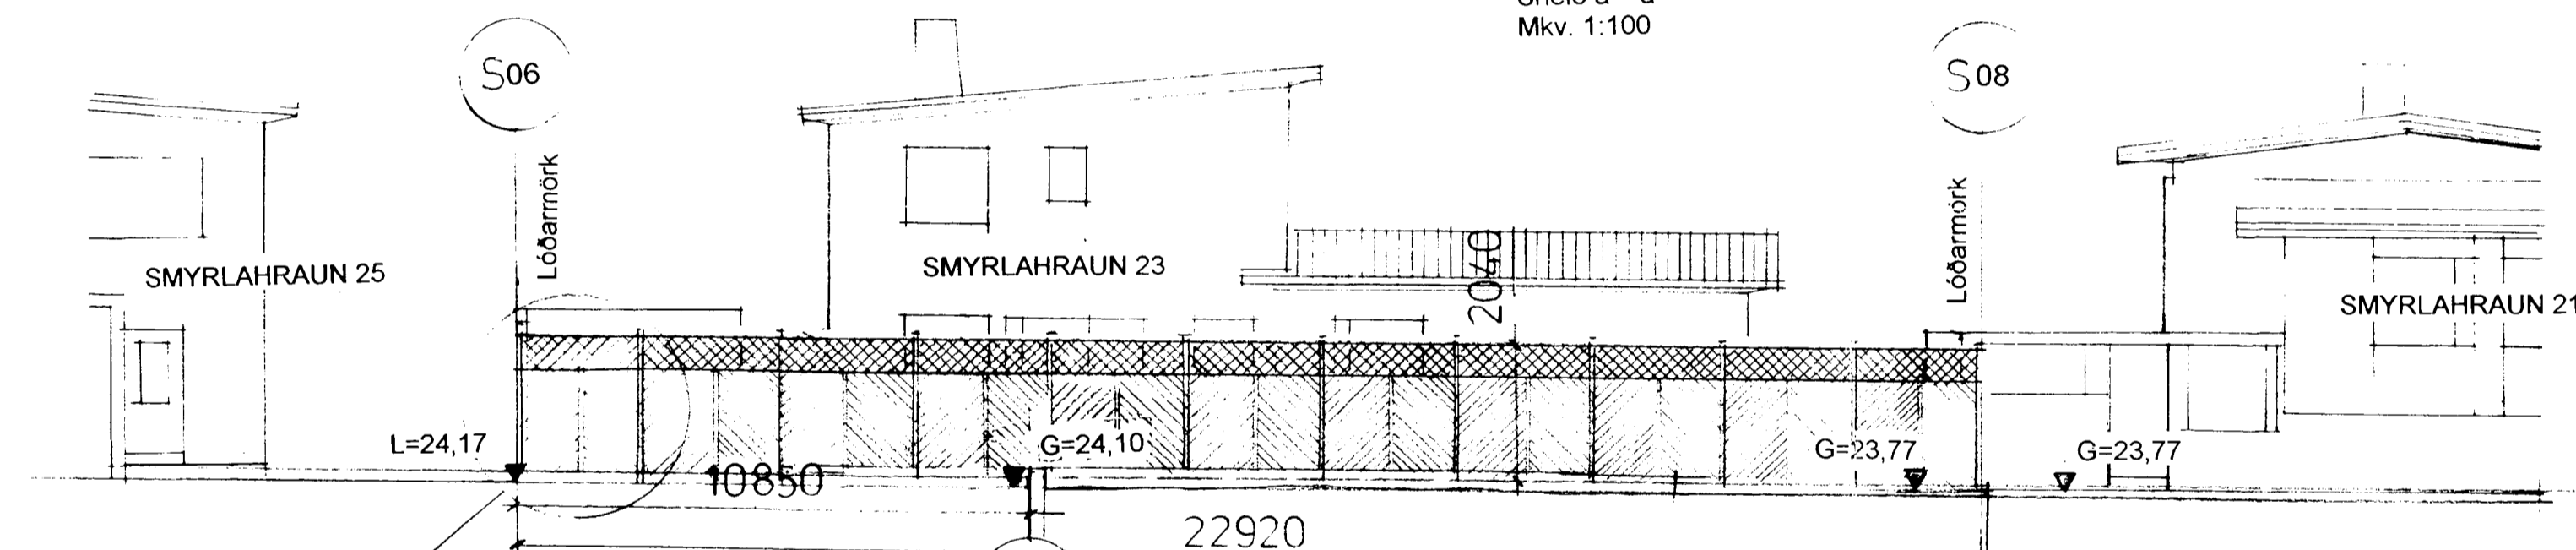 Mkv. 1:100
S06
S08
Lóðarmörk
Lóðarmörk
SMYRLAHRAUN 25
SMYRLAHRAUN 23
2040
SMYRLAHRAUN 21
L=24,17
G=24,10
G=23,77
G=23,77
10850
22920